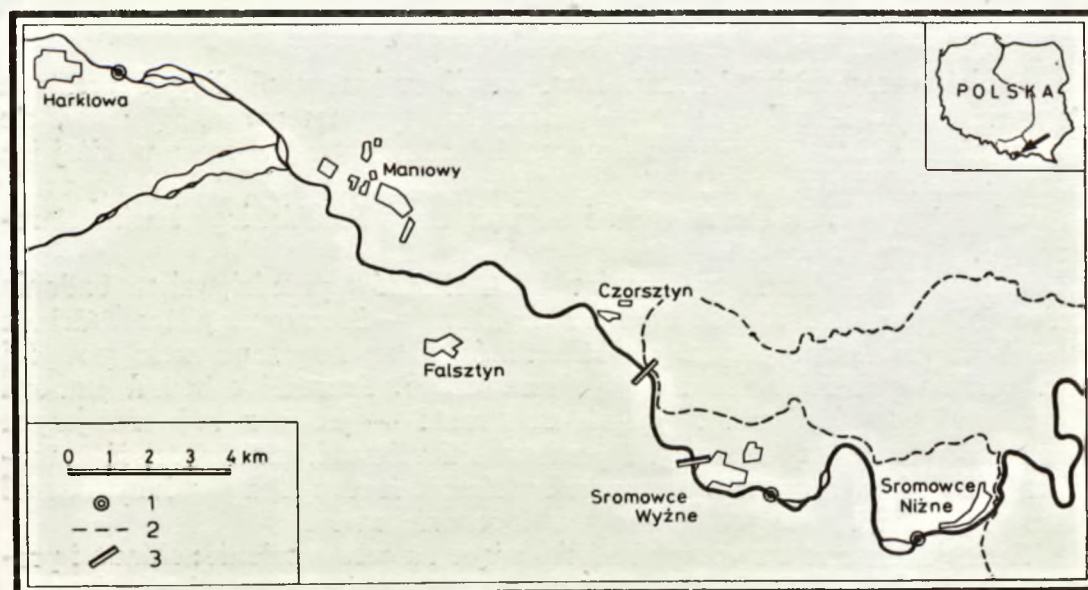 Harklowa
POLSKA
Maniowy
Czorsztyn
Falsztyn
0 1 2 3 4 km
1
2
3
Sromowce
Wyżne
Sromowce
Niżne